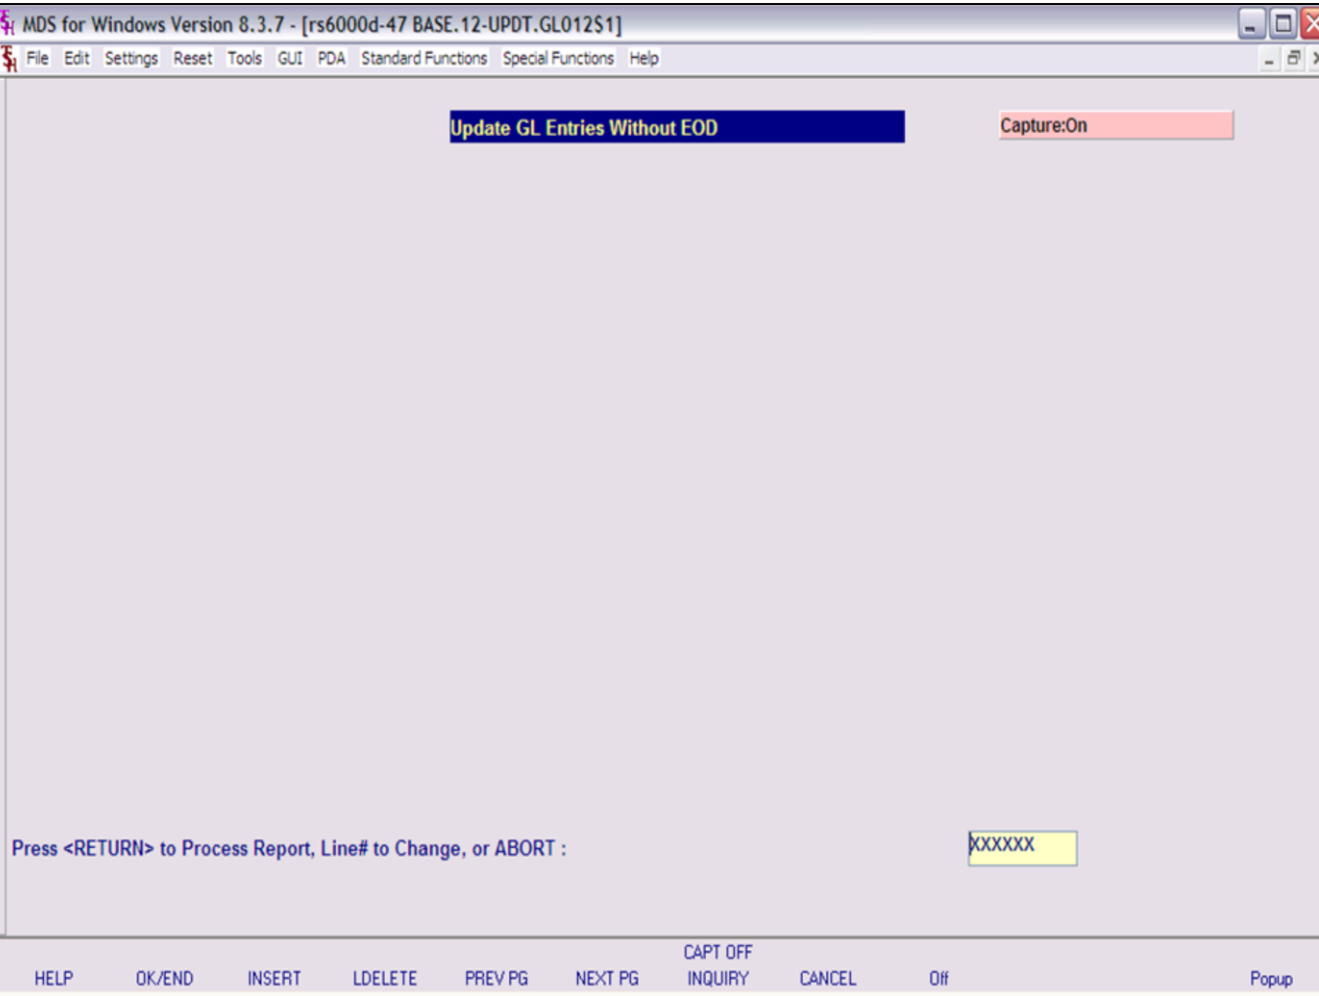 MDS for Windows Version 8.3.7 - [rs6000d-47 BASE.12-UPDT.GL012$1]
File Edit Settings Reset Tools GUI PDA Standard Functions Special Functions Help
Update GL Entries Without EOD
Capture:On
Press <RETURN> to Process Report, Line# to Change, or ABORT :
XXXXXX
CAPT OFF
HELP OK/END INSERT LDELETE PREV PG NEXT PG INQUIRY CANCEL Off Popup